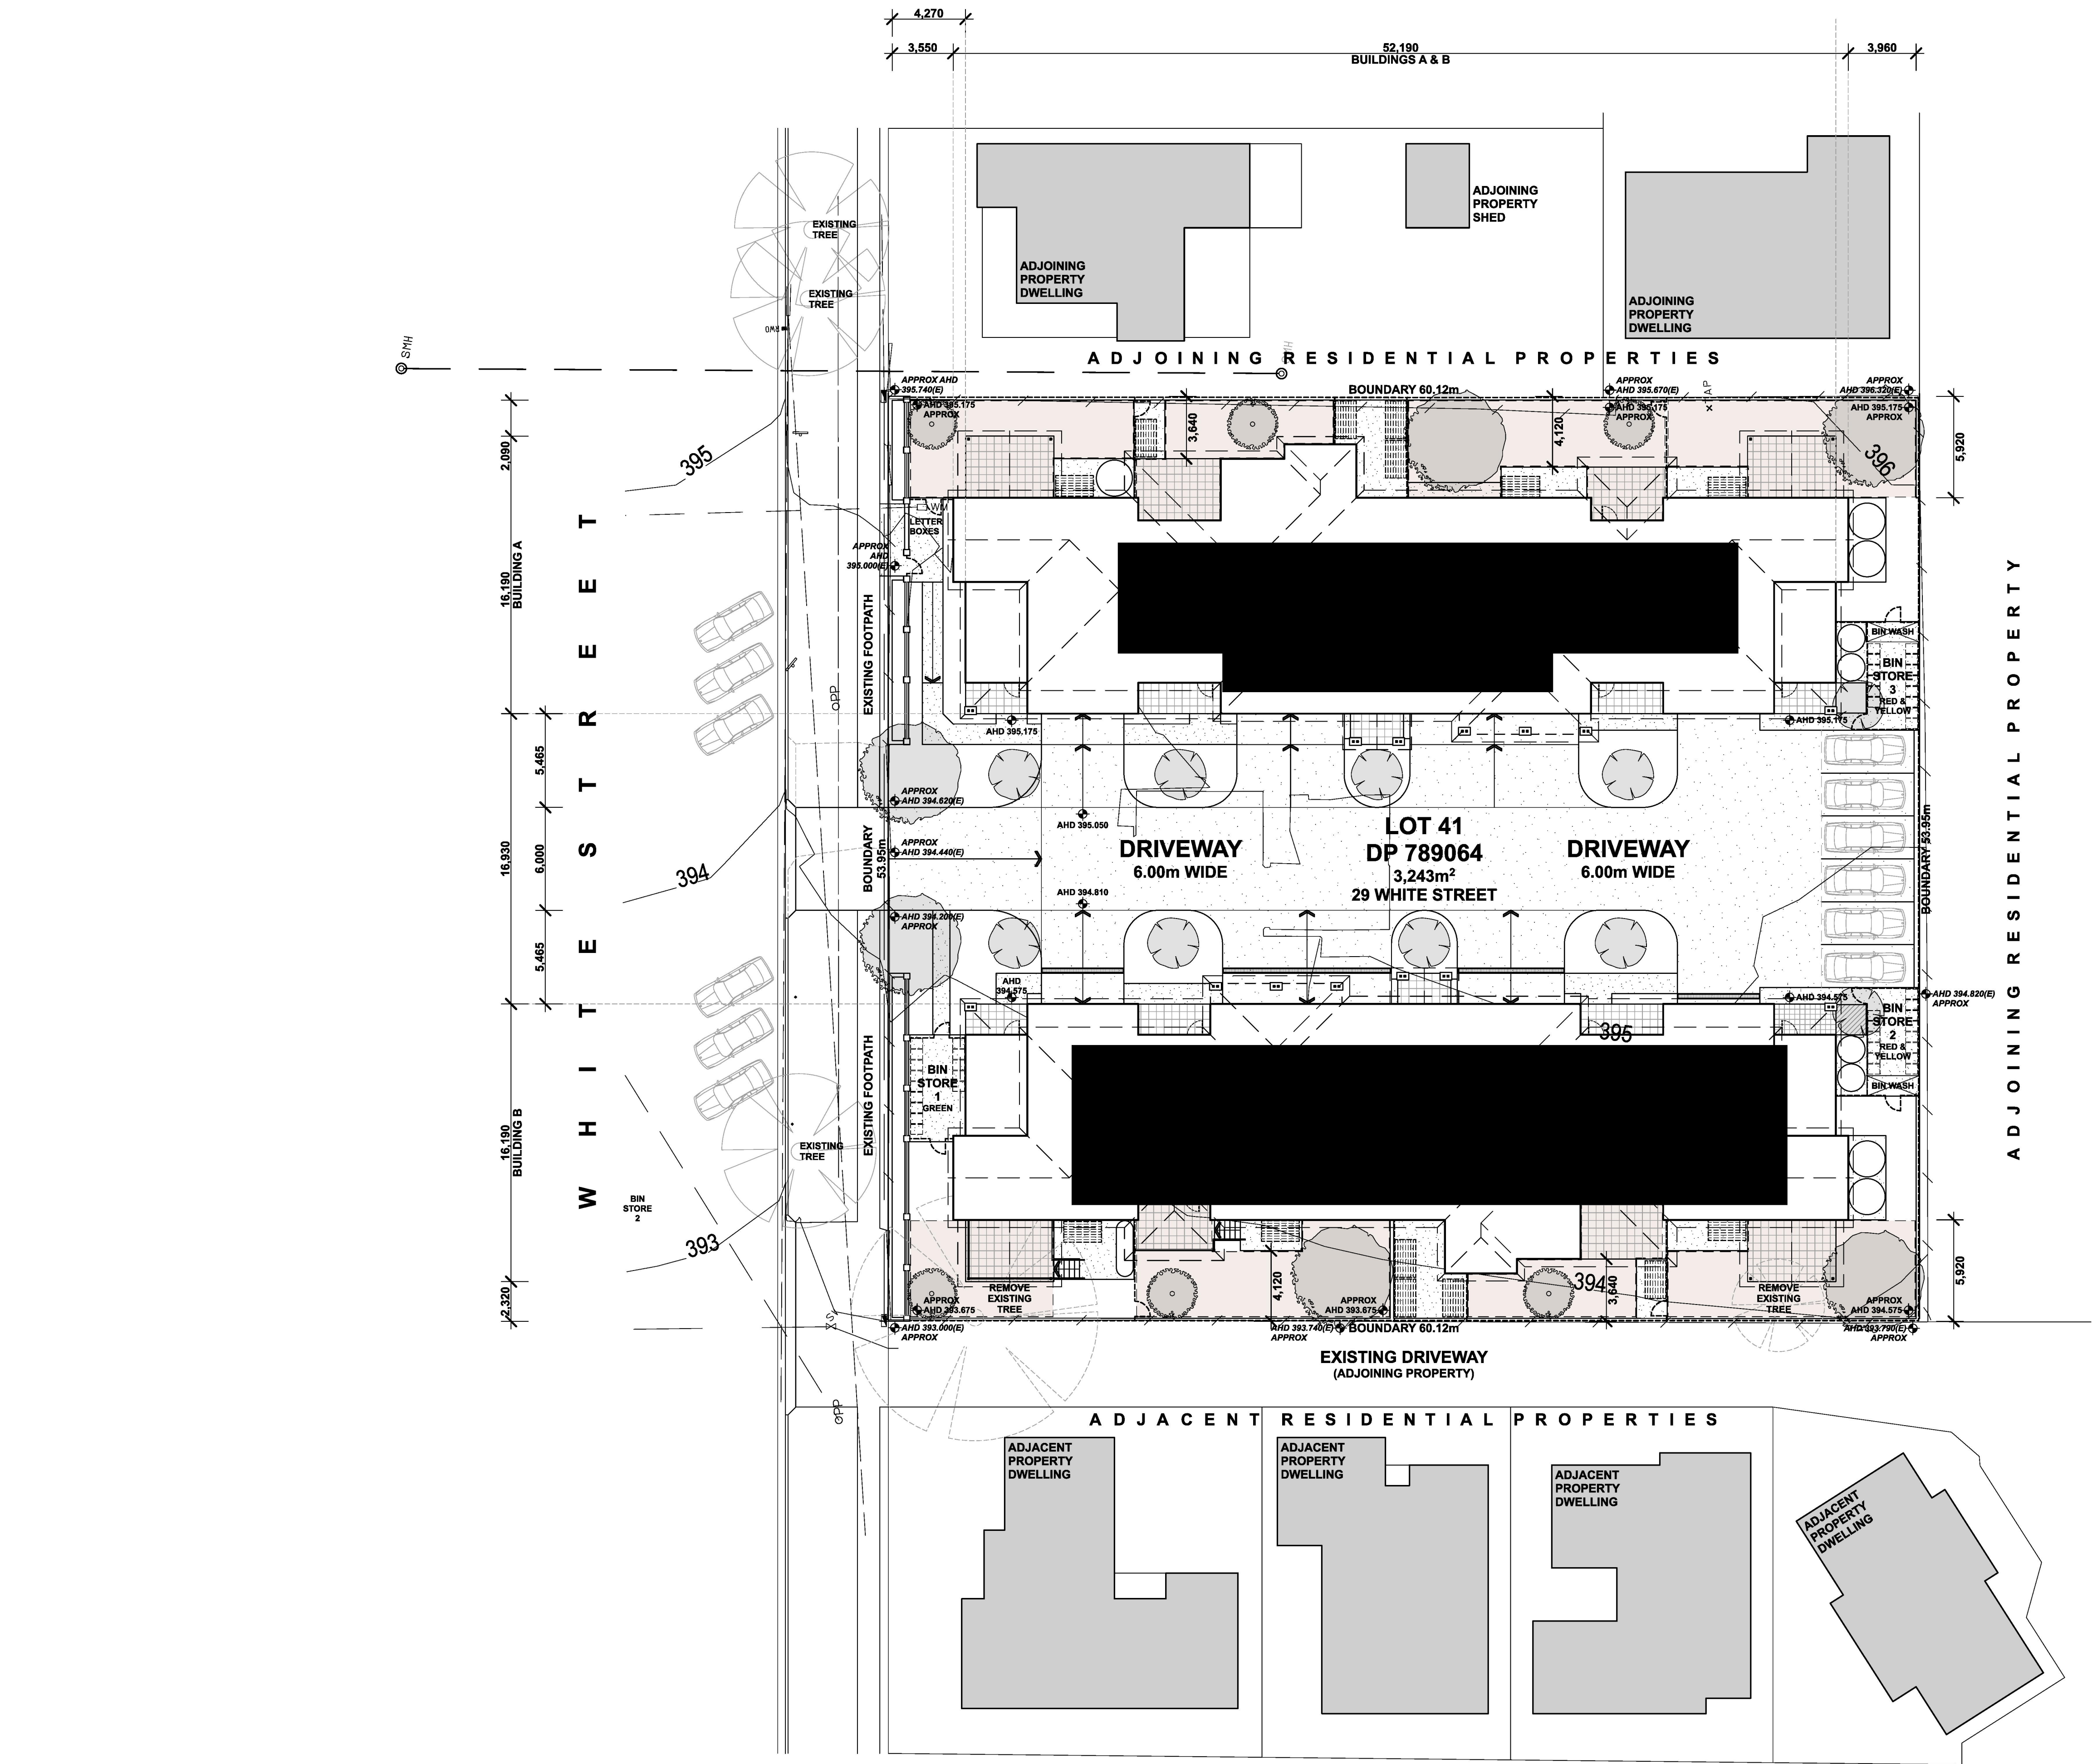 4,270
3,550
52,190
BUILDINGS A & B
3,960
EXISTING
TREE
EXISTING
TREE
ADJOINING
PROPERTY
DWELLING
ADJOINING
PROPERTY
SHED
ADJOINING
PROPERTY
DWELLING
SMH
SMH
ADJOINING RESIDENTIAL PROPERTIES
BOUNDARY 60.12m
APPROX AHD
395.740(E)
AHD 395.175
APPROX
APPROX
AHD 395.670(E)
AHD 395.175
APPROX
AP
APPROX
AHD 396.320(E)
AHD 395.175
APPROX
396
395
3,640
4,120
5,920
2,090
16,190
BUILDING A
WHITE STREET
WM
LETTER
BOXES
APPROX
AHD
395.000(E)
EXISTING FOOTPATH
PP
BIN WASH
BIN
STORE
3
RED &
YELLOW
AHD 395.175
AHD 395.175
5,465
16,930
6,000
5,465
APPROX
AHD 394.620(E)
AHD 395.050
BOUNDARY
53.95m
APPROX
AHD 394.440(E)
DRIVEWAY
6.00m WIDE
LOT 41
DP 789064
3,243m²
29 WHITE STREET
DRIVEWAY
6.00m WIDE
BOUNDARY 53.95m
ADJOINING RESIDENTIAL PROPERTY
394
AHD 394.810
AHD 394.200(E)
APPROX
AHD
394.575
AHD 394.575
AHD 394.820(E)
APPROX
395
BIN
STORE
2
RED &
YELLOW
BIN WASH
BIN
STORE
1
GREEN
EXISTING FOOTPATH
16,190
BUILDING B
EXISTING
TREE
BIN
STORE
2
393
2,320
REMOVE
EXISTING
TREE
4,120
394
3,640
REMOVE
EXISTING
TREE
5,920
APPROX
AHD 393.675
APPROX
AHD 393.675
APPROX
AHD 394.575
AHD 393.000(E)
APPROX
AHD 393.740(E)
APPROX
BOUNDARY 60.12m
AHD 393.790(E)
APPROX
EXISTING DRIVEWAY
(ADJOINING PROPERTY)
PP
ADJACENT RESIDENTIAL PROPERTIES
ADJACENT
PROPERTY
DWELLING
ADJACENT
PROPERTY
DWELLING
ADJACENT
PROPERTY
DWELLING
ADJACENT
PROPERTY
DWELLING